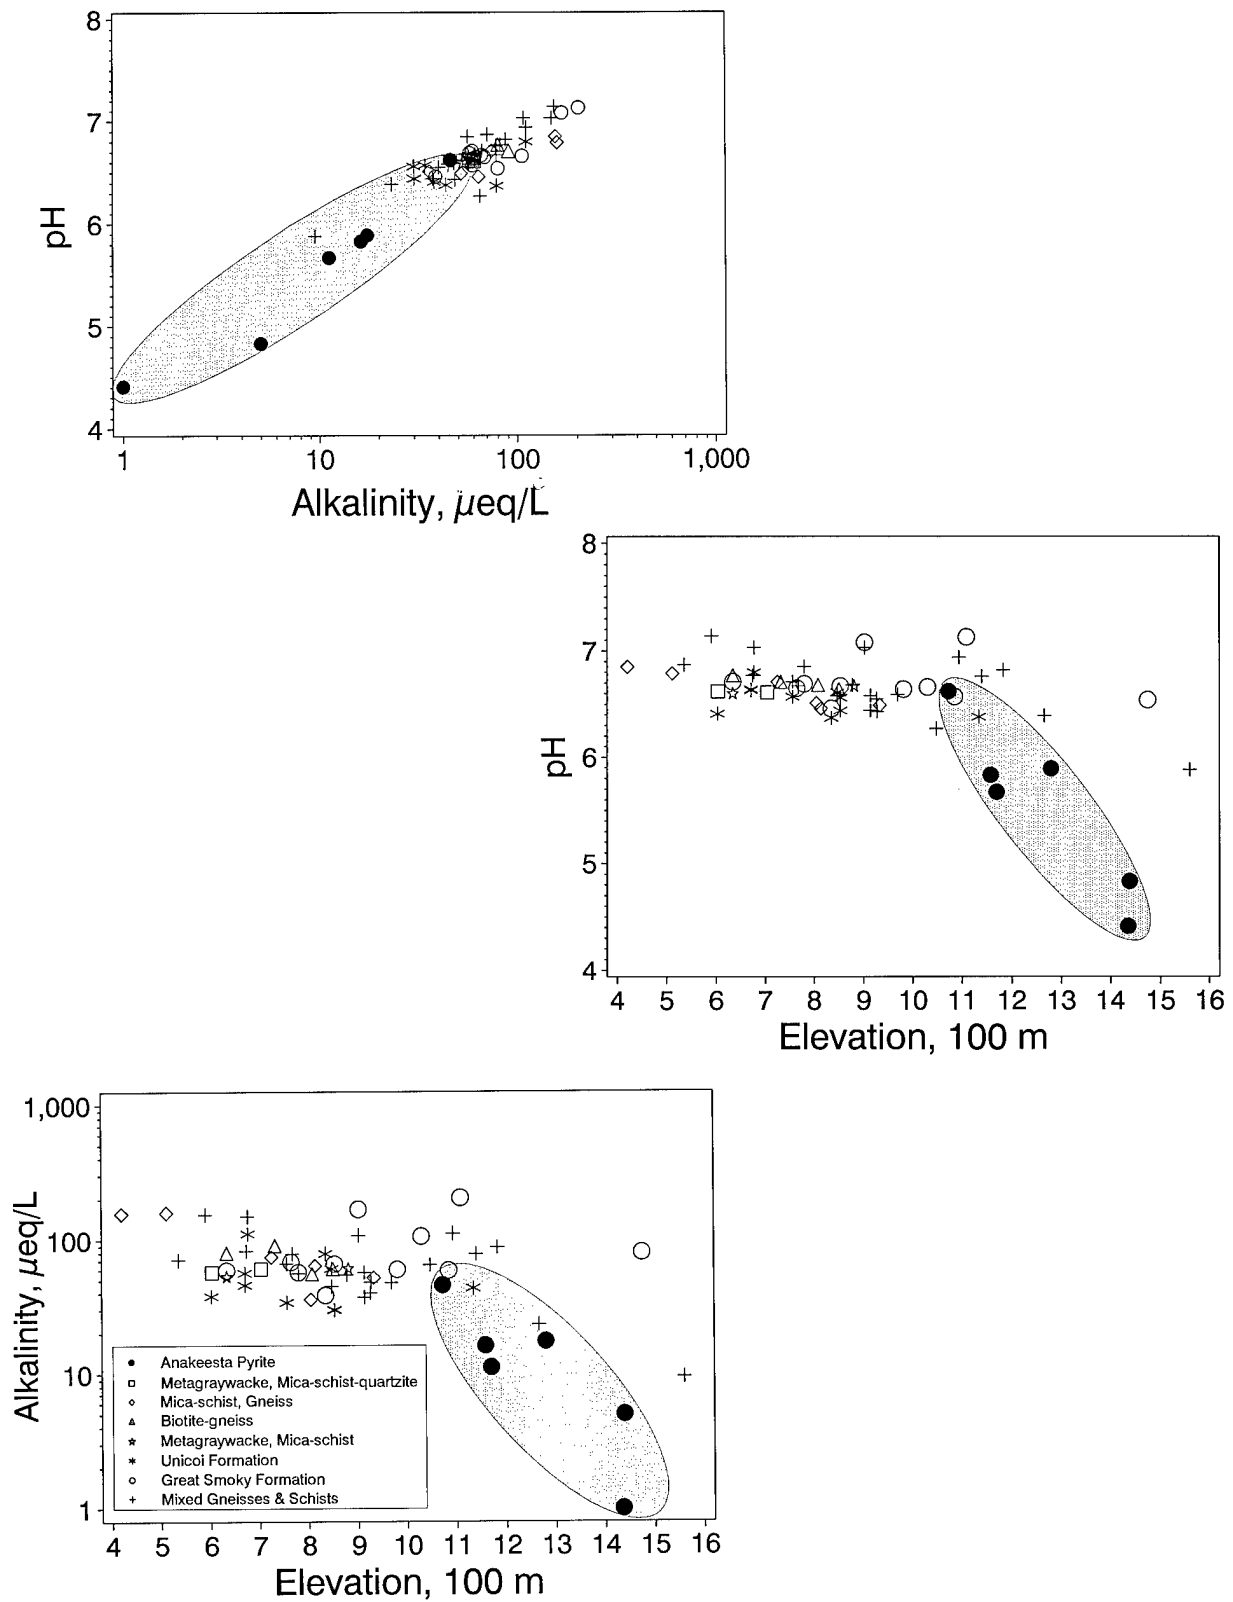 8
7
6
5
4
pH
1
10
100
1,000
Alkalinity, µeq/L
8
7
6
5
4
pH
4 5 6 7 8 9 10 11 12 13 14 15 16
Elevation, 100 m
1,000
100
10
1
Alkalinity, µeq/L
Anakeesta Pyrite
Metagraywacke, Mica-schist-quartzite
Mica-schist, Gneiss
Biotite-gneiss
Metagraywacke, Mica-schist
Unicoi Formation
Great Smoky Formation
Mixed Gneisses & Schists
4 5 6 7 8 9 10 11 12 13 14 15 16
Elevation, 100 m